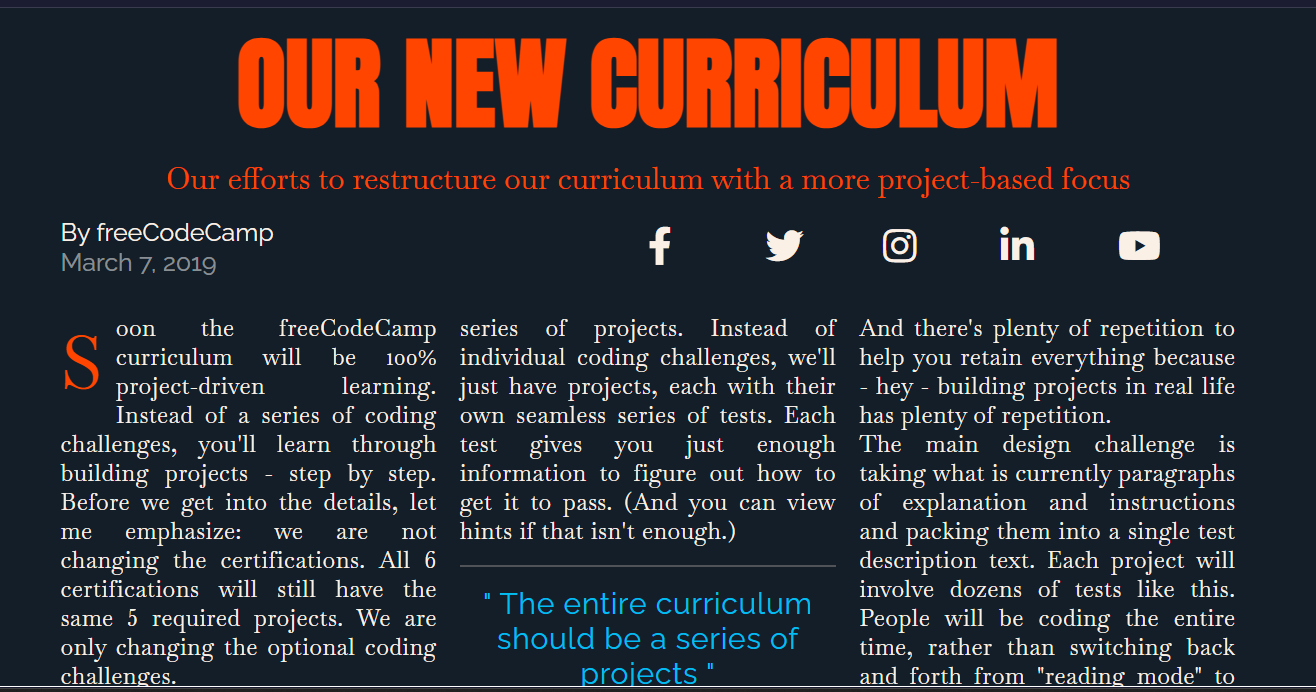 OUR NEW CURRICULUM
Our efforts to restructure our curriculum with a more project-based focus
By freeCodeCamp
March 7, 2019
Soon the freeCodeCamp
curriculum will be 100%
project-driven learning.
Instead of a series of coding
challenges, you'll learn through
building projects - step by step.
Before we get into the details, let
me emphasize: we are not
changing the certifications. All 6
certifications will still have the
same 5 required projects. We are
only changing the optional coding
challenges.
series of projects. Instead of
individual coding challenges, we'll
just have projects, each with their
own seamless series of tests. Each
test gives you just enough
information to figure out how to
get it to pass. (And you can view
hints if that isn't enough.)
" The entire curriculum
should be a series of
projects "
And there's plenty of repetition to
help you retain everything because
- hey - building projects in real life
has plenty of repetition.
The main design challenge is
taking what is currently paragraphs
of explanation and instructions
and packing them into a single test
description text. Each project will
involve dozens of tests like this.
People will be coding the entire
time, rather than switching back
and forth from "reading mode" to